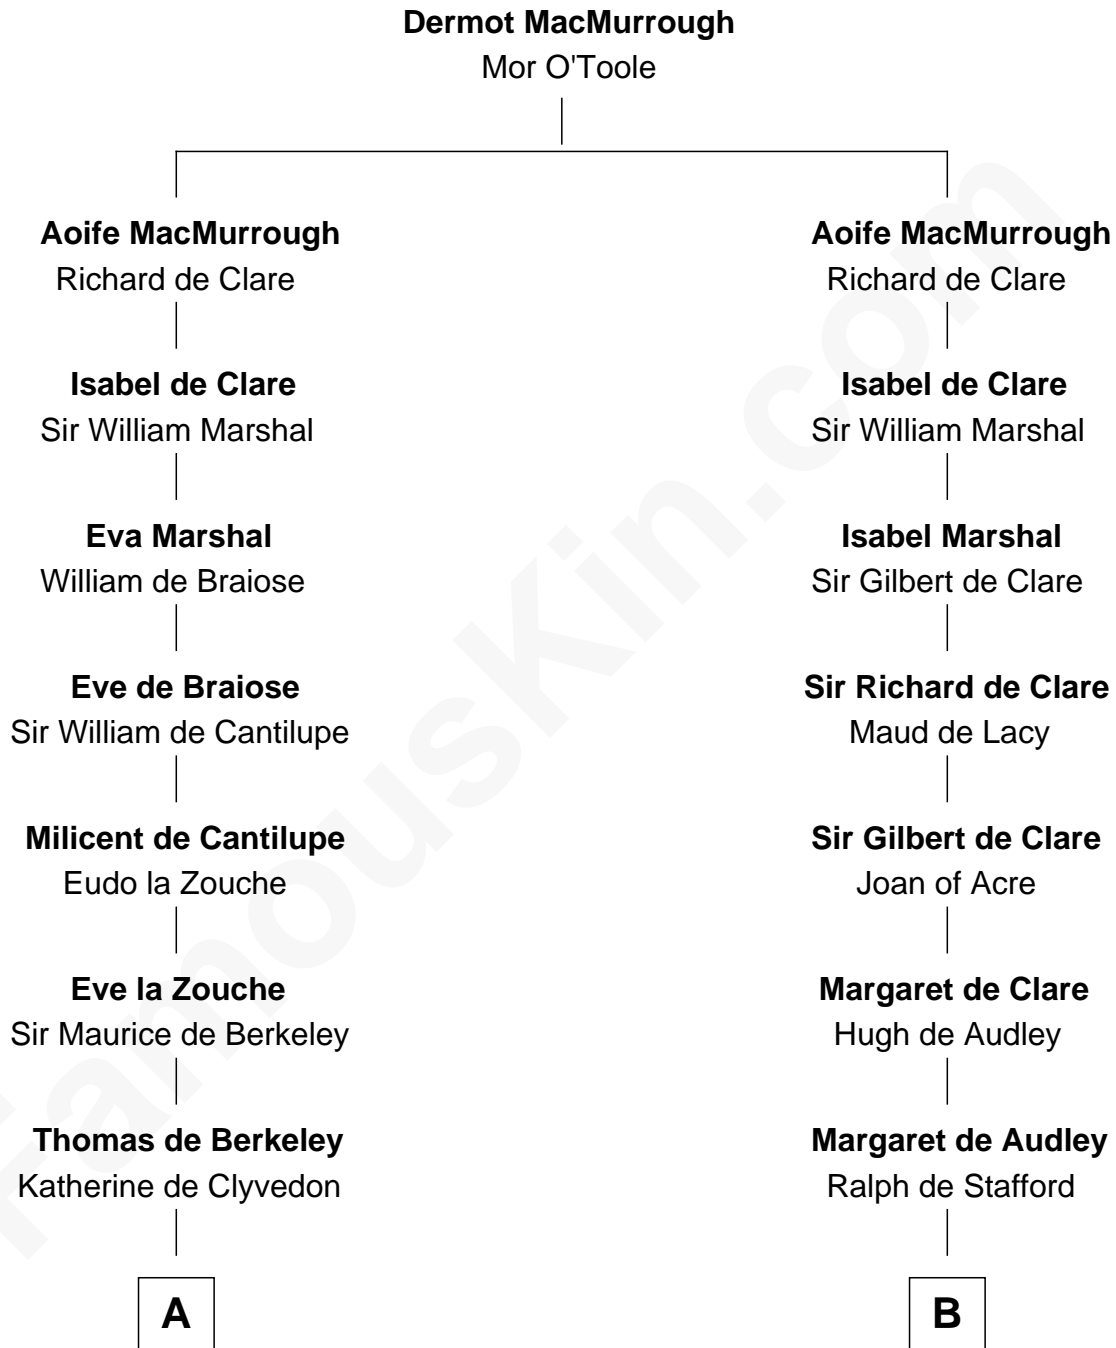 Dermot MacMurrough
Mor O'Toole
Aoife MacMurrough
Richard de Clare
Isabel de Clare
Sir William Marshal
Eva Marshal
William de Braiose
Eve de Braiose
Sir William de Cantilupe
Milicent de Cantilupe
Eudo la Zouche
Eve la Zouche
Sir Maurice de Berkeley
Thomas de Berkeley
Katherine de Clyvedon
A
Aoife MacMurrough
Richard de Clare
Isabel de Clare
Sir William Marshal
Isabel Marshal
Sir Gilbert de Clare
Sir Richard de Clare
Maud de Lacy
Sir Gilbert de Clare
Joan of Acre
Margaret de Clare
Hugh de Audley
Margaret de Audley
Ralph de Stafford
B
FamousKin.com